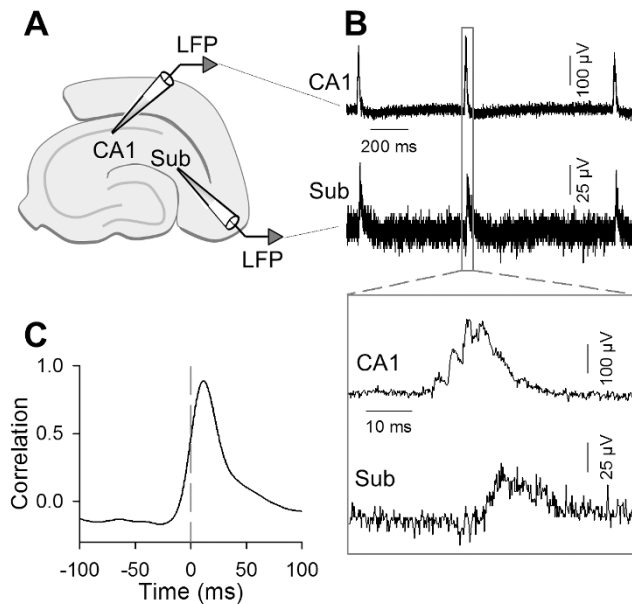 A
LFP
CA1
Sub
LFP
B
CA1
100 µV
200 ms
Sub
25 µV
CA1
100 µV
10 ms
Sub
25 µV
C
Correlation
1.0
0.5
0.0
-100 -50 0 50 100
Time (ms)